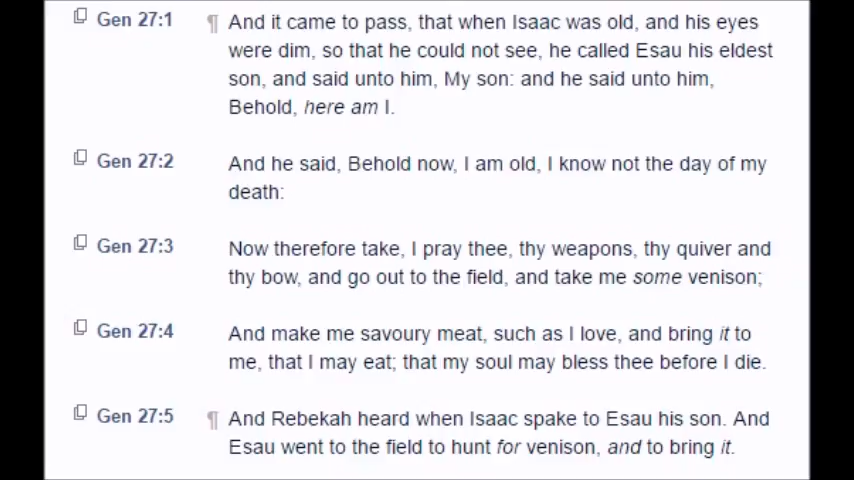 Gen 27:1 ¶ And it came to pass, that when Isaac was old, and his eyes
were dim, so that he could not see, he called Esau his eldest
son, and said unto him, My son: and he said unto him,
Behold, here am I.
Gen 27:2 And he said, Behold now, I am old, I know not the day of my
death:
Gen 27:3 Now therefore take, I pray thee, thy weapons, thy quiver and
thy bow, and go out to the field, and take me some venison;
Gen 27:4 And make me savoury meat, such as I love, and bring it to
me, that I may eat; that my soul may bless thee before I die.
Gen 27:5 ¶ And Rebekah heard when Isaac spake to Esau his son. And
Esau went to the field to hunt for venison, and to bring it.